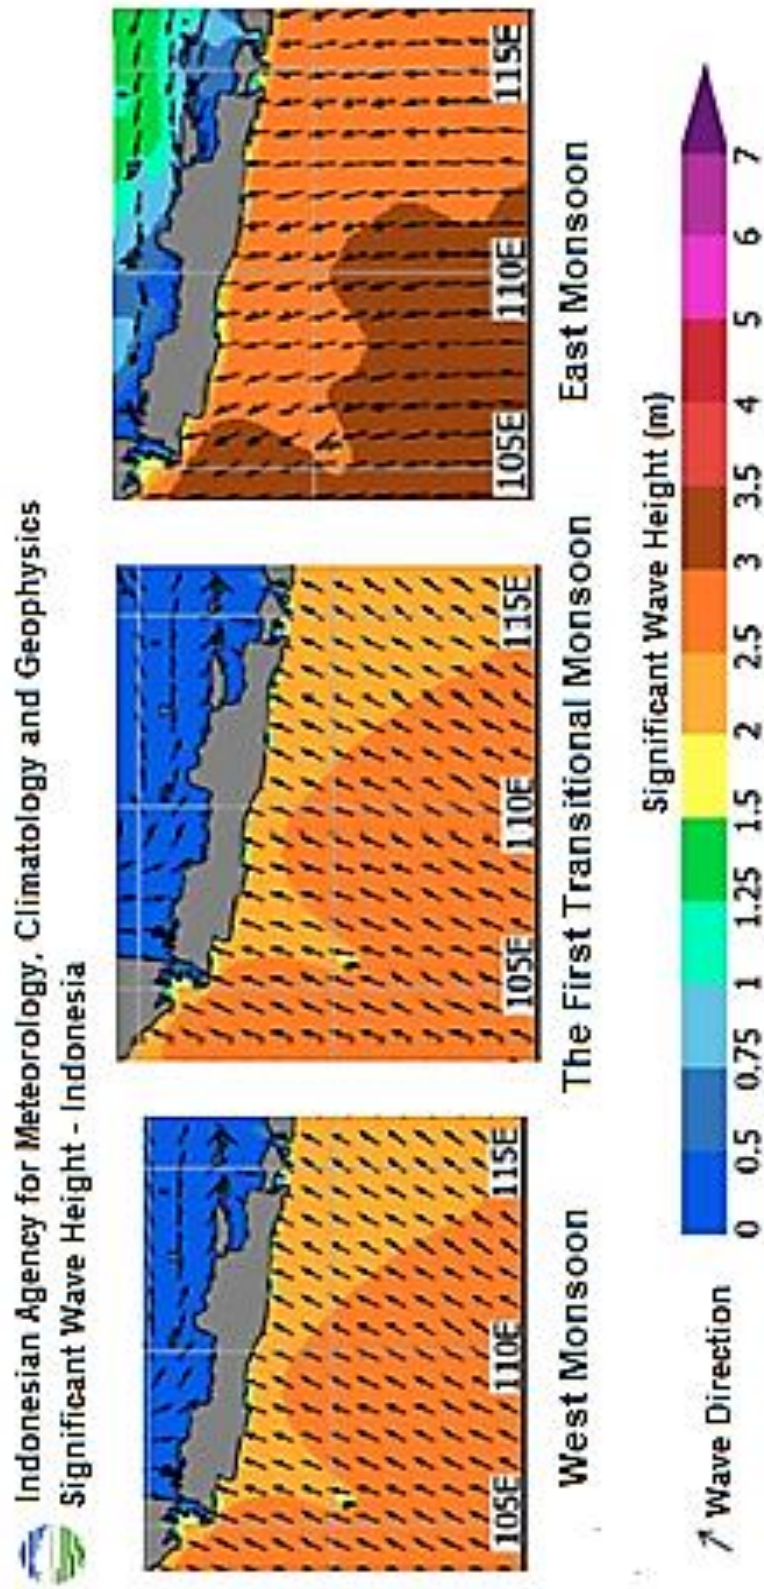 Indonesian Agency for Meteorology, Climatology and Geophysics
Significant Wave Height - Indonesia
105E 110E 115E
West Monsoon
105E 110E 115E
The First Transitional Monsoon
105E 110E 115E
East Monsoon
Wave Direction
Significant Wave Height (m)
0 0.5 0.75 1 1.25 1.5 2 2.5 3 3.5 4 5 6 7